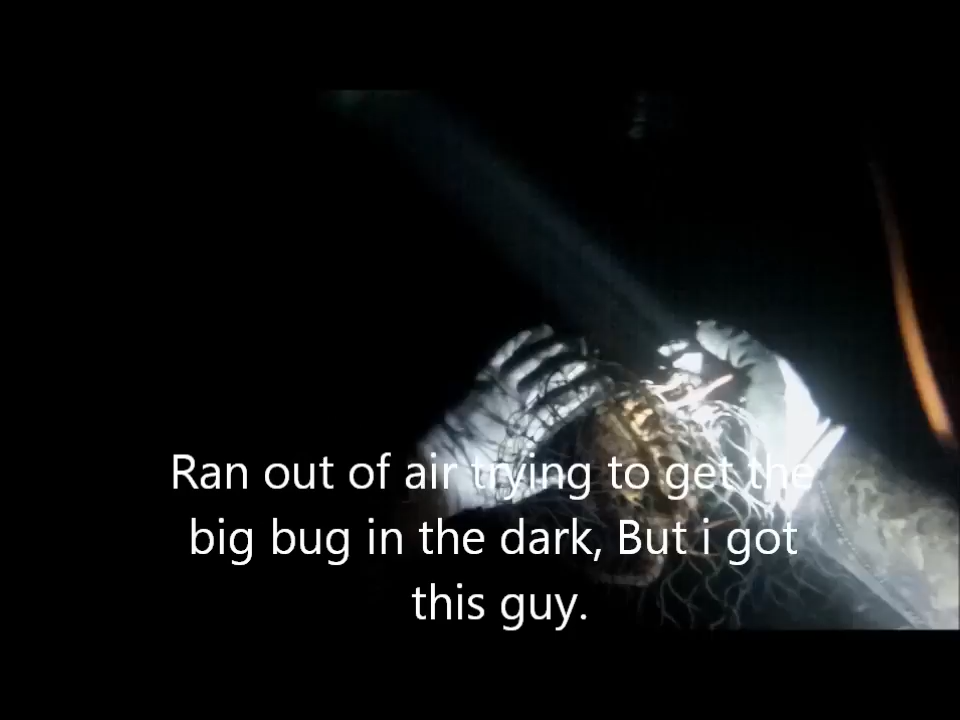 Ran out of air trying to get the
big bug in the dark, But i got
this guy.